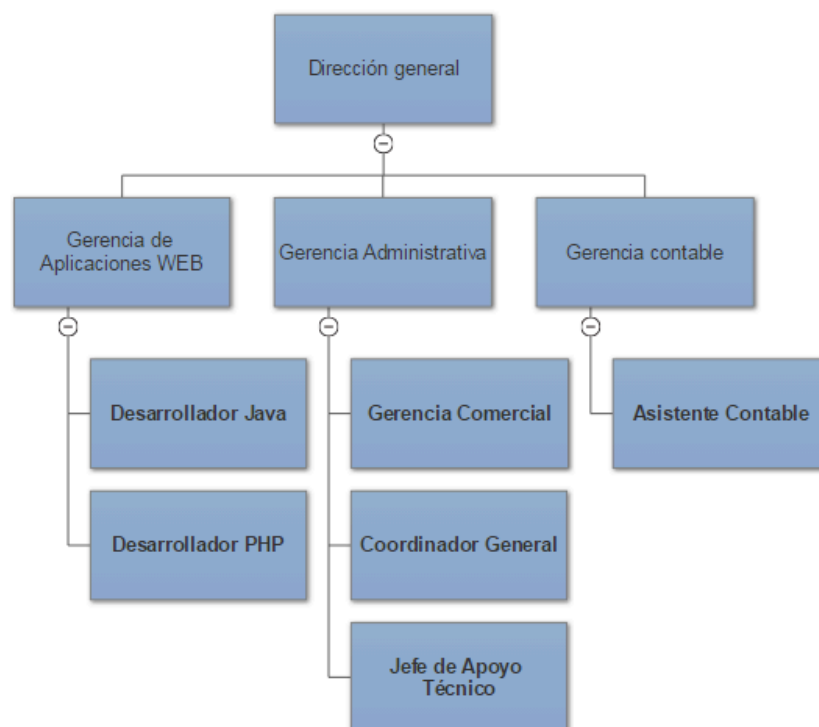 Dirección general
Gerencia de
Aplicaciones WEB
Gerencia Administrativa
Gerencia contable
Desarrollador Java
Gerencia Comercial
Asistente Contable
Desarrollador PHP
Coordinador General
Jefe de Apoyo
Técnico